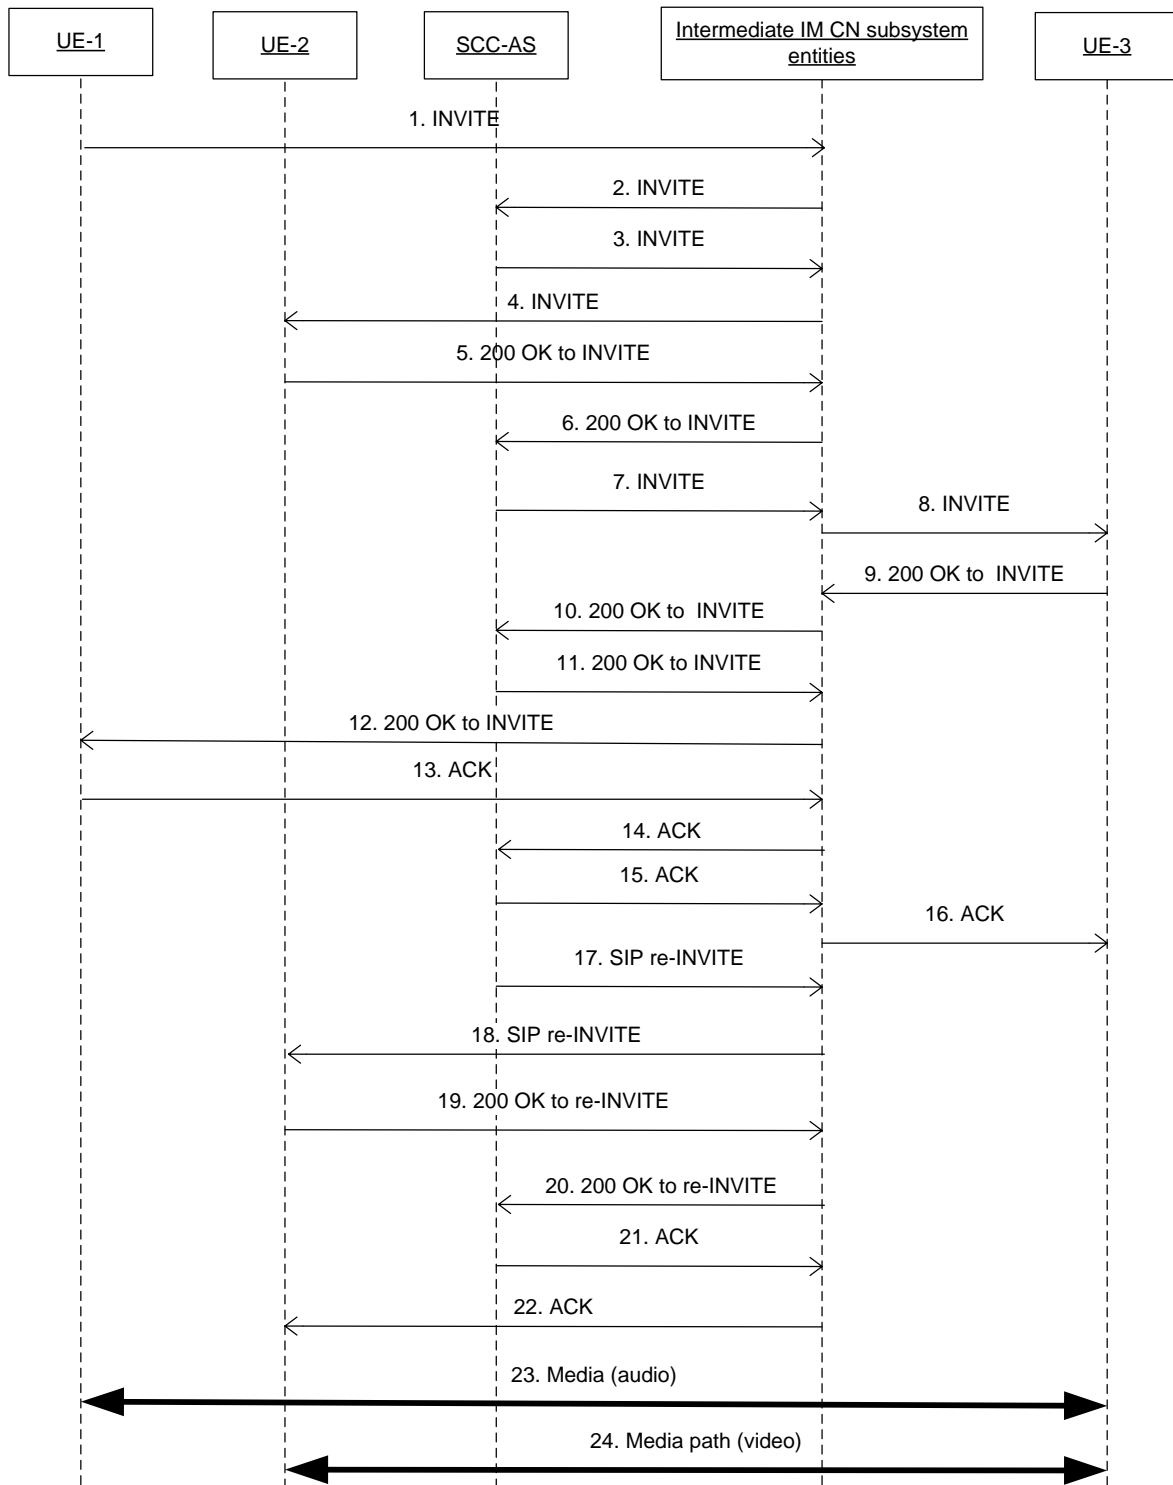 UE-1
UE-2
SCC-AS
Intermediate IM CN subsystem
entities
UE-3
1. INVITE
2. INVITE
3. INVITE
4. INVITE
5. 200 OK to INVITE
6. 200 OK to INVITE
7. INVITE
8. INVITE
9. 200 OK to  INVITE
10. 200 OK to  INVITE
11. 200 OK to INVITE
12. 200 OK to INVITE
13. ACK
14. ACK
15. ACK
16. ACK
17. SIP re-INVITE
18. SIP re-INVITE
19. 200 OK to re-INVITE
20. 200 OK to re-INVITE
21. ACK
22. ACK
23. Media (audio)
24. Media path (video)